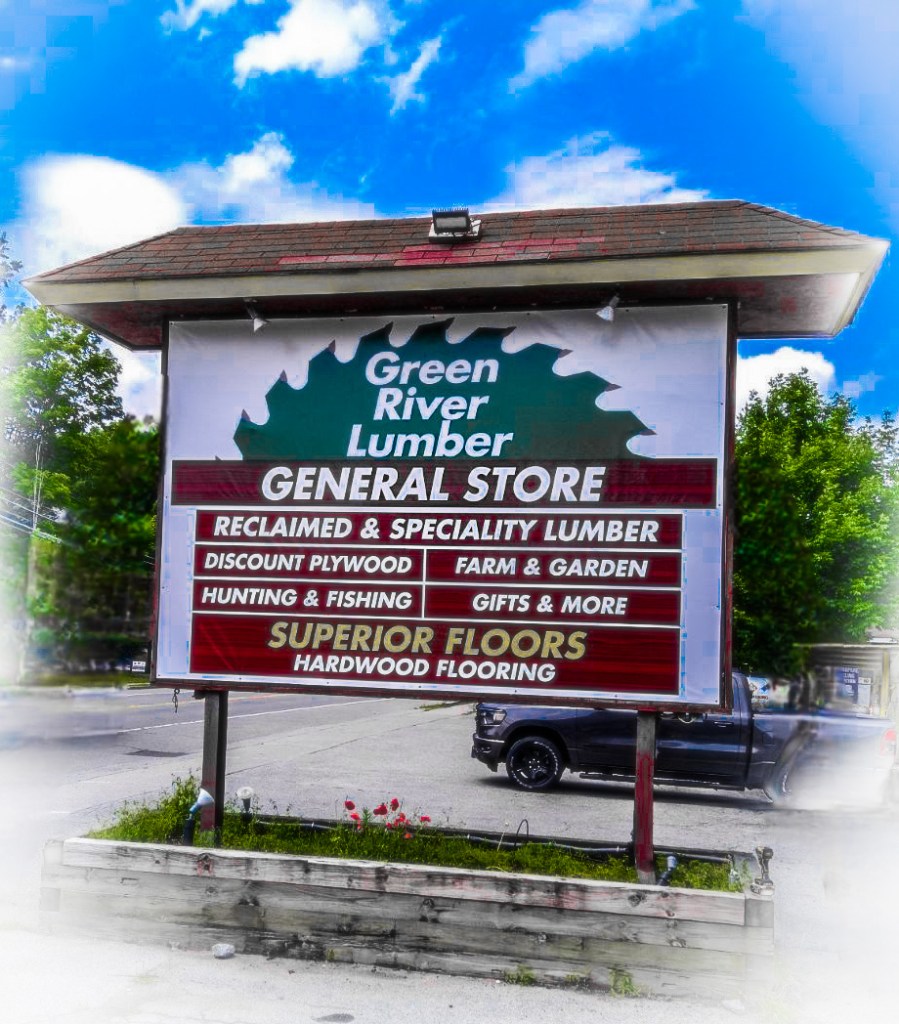 Green
River
Lumber
GENERAL STORE
RECLAIMED & SPECIALITY LUMBER
DISCOUNT PLYWOOD
FARM & GARDEN
HUNTING & FISHING
GIFTS & MORE
SUPERIOR FLOORS
HARDWOOD FLOORING